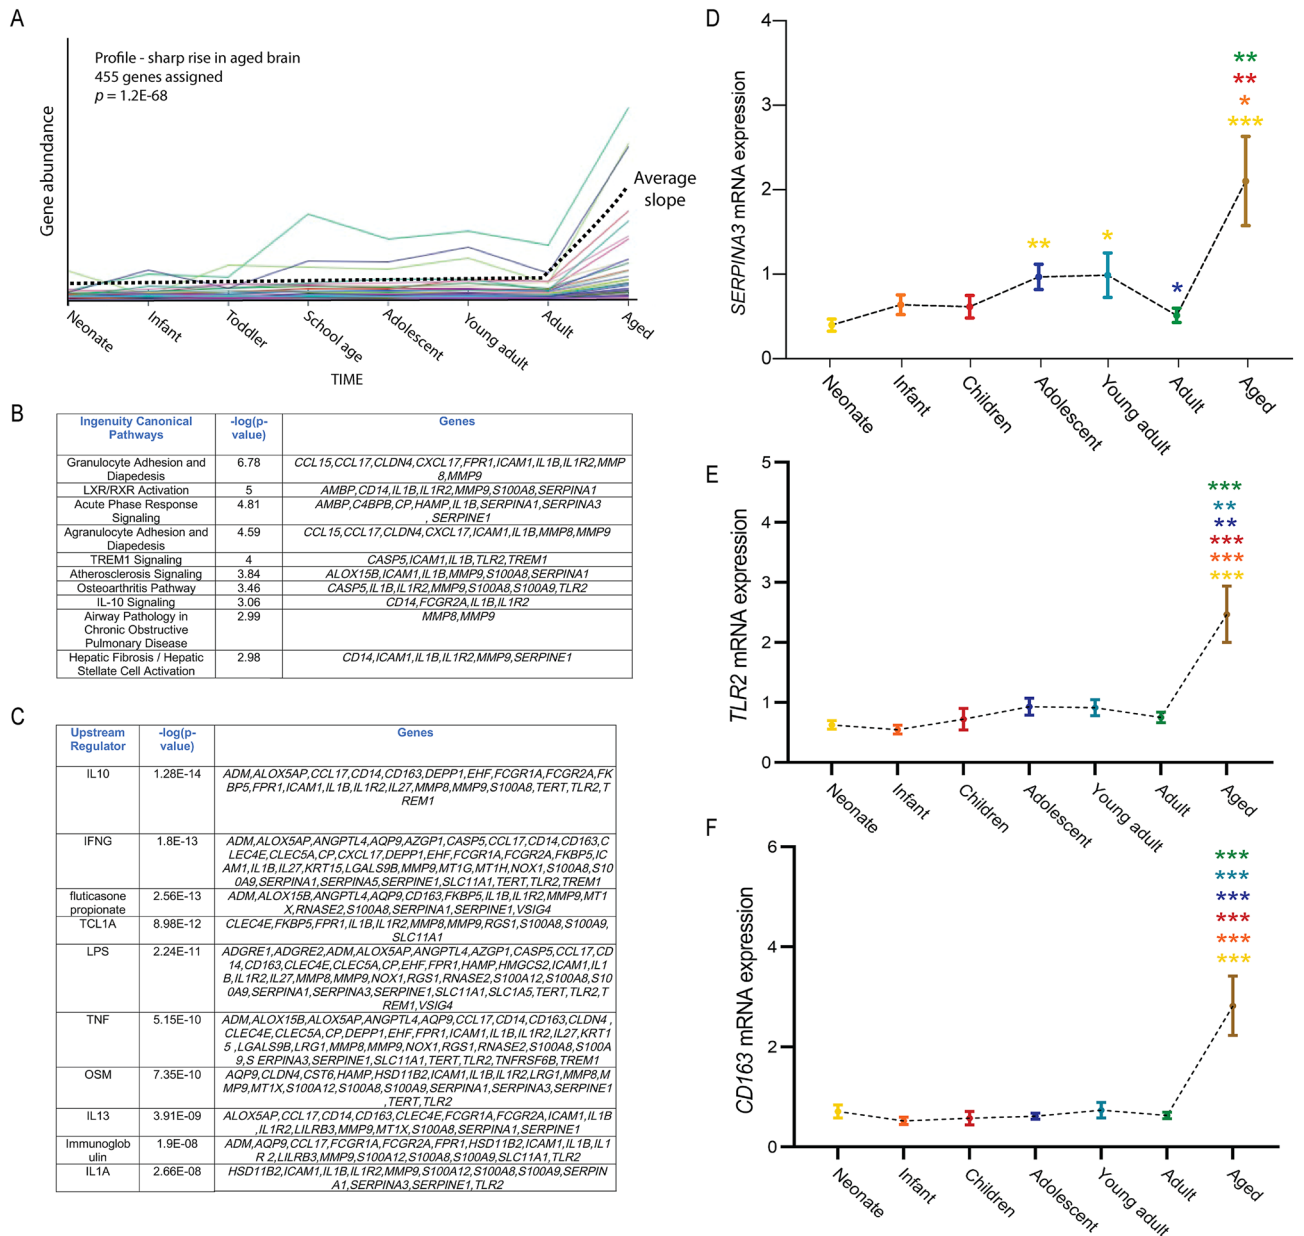 A
Profile - sharp rise in aged brain
455 genes assigned
p = 1.2E-68
Gene abundance
Average
slope
Neonate
Infant
Toddler
School age
Adolescent
Young adult
Adult
Aged
TIME
B
Ingenuity Canonical
Pathways
-log(p-
value)
Genes
Granulocyte Adhesion and
Diapedesis
6.78
CCL15,CCL17,CLDN4,CXCL17,FPR1,ICAM1,IL1B,IL1R2,MMP
8,MMP9
LXR/RXR Activation
5
AMBP,CD14,IL1B,IL1R2,MMP9,S100A8,SERPINA1
Acute Phase Response
Signaling
4.81
AMBP,C4BPB,CP,HAMP,IL1B,SERPINA1,SERPINA3
,SERPINE1
Agranulocyte Adhesion and
Diapedesis
4.59
CCL15,CCL17,CLDN4,CXCL17,ICAM1,IL1B,MMP8,MMP9
TREM1 Signaling
4
CASP5,ICAM1,IL1B,TLR2,TREM1
Atherosclerosis Signaling
3.84
ALOX15B,ICAM1,IL1B,MMP9,S100A8,SERPINA1
Osteoarthritis Pathway
3.46
CASP5,IL1B,IL1R2,MMP9,S100A8,S100A9,TLR2
IL-10 Signaling
3.06
CD14,FCGR2A,IL1B,IL1R2
Airway Pathology in
Chronic Obstructive
Pulmonary Disease
2.99
MMP8,MMP9
Hepatic Fibrosis / Hepatic
Stellate Cell Activation
2.98
CD14,ICAM1,IL1B,IL1R2,MMP9,SERPINE1
C
Upstream
Regulator
-log(p-
value)
Genes
IL10
1.28E-14
ADM,ALOX5AP,CCL17,CD14,CD163,DEPP1,EHF,FCGR1A,FCGR2A,FK
BP5,FPR1,ICAM1,IL1B,IL1R2,IL27,MMP8,MMP9,S100A8,TERT,TLR2,T
REM1
IFNG
1.8E-13
ADM,ALOX5AP,ANGPTL4,AQP9,AZGP1,CASP5,CCL17,CD14,CD163,C
LEC4E,CLEC5A,CP,CXCL17,DEPP1,EHF,FCGR1A,FCGR2A,FKBP5,IC
AM1,IL1B,IL27,KRT15,LGALS9B,MMP9,MT1G,MT1H,NOX1,S100A8,S10
0A9,SERPINA1,SERPINA5,SERPINE1,SLC11A1,TERT,TLR2,TREM1
fluticasone
propionate
2.56E-13
ADM,ALOX15B,ANGPTL4,AQP9,CD163,FKBP5,IL1B,IL1R2,MMP9,MT1
X,RNASE2,S100A8,SERPINA1,SERPINE1,VSIG4
TCL1A
8.98E-12
CLEC4E,FKBP5,FPR1,IL1B,IL1R2,MMP8,MMP9,RGS1,S100A8,S100A9,
SLC11A1
LPS
2.24E-11
ADGRE1,ADGRE2,ADM,ALOX5AP,ANGPTL4,AZGP1,CASP5,CCL17,CD
14,CD163,CLEC4E,CLEC5A,CP,EHF,FPR1,HAMP,HMGCS2,ICAM1,IL1
B,IL1R2,IL27,MMP8,MMP9,NOX1,RGS1,RNASE2,S100A12,S100A8,S10
0A9,SERPINA1,SERPINA3,SERPINE1,SLC11A1,SLC1A5,TERT,TLR2,T
REM1,VSIG4
TNF
5.15E-10
ADM,ALOX15B,ALOX5AP,ANGPTL4,AQP9,CCL17,CD14,CD163,CLDN4,
CLEC4E,CLEC5A,CP,DEPP1,EHF,FPR1,ICAM1,IL1B,IL1R2,IL27,KRT1
5,LGALS9B,LRG1,MMP8,MMP9,NOX1,RGS1,RNASE2,S100A8,S100A
9,S ERPINA3,SERPINE1,SLC11A1,TERT,TLR2,TNFRSF6B,TREM1
OSM
7.35E-10
AQP9,CLDN4,CST6,HAMP,HSD11B2,ICAM1,IL1B,IL1R2,LRG1,MMP8,M
MP9,MT1X,S100A12,S100A8,S100A9,SERPINA1,SERPINA3,SERPINE1
,TERT,TLR2
IL13
3.91E-09
ALOX5AP,CCL17,CD14,CD163,CLEC4E,FCGR1A,FCGR2A,ICAM1,IL1B
,IL1R2,LILRB3,MMP9,MT1X,S100A8,SERPINA1,SERPINE1
Immunoglob
ulin
1.9E-08
ADM,AQP9,CCL17,FCGR1A,FCGR2A,FPR1,HSD11B2,ICAM1,IL1B,IL1
R2,LILRB3,MMP9,S100A12,S100A8,S100A9,SLC11A1,TLR2
IL1A
2.66E-08
HSD11B2,ICAM1,IL1B,IL1R2,MMP9,S100A12,S100A8,S100A9,SERPIN
A1,SERPINA3,SERPINE1,TLR2
D
SERPINA3 mRNA expression
4
3
2
1
0
**
**
*
***
**
*
*
Neonate
Infant
Children
Adolescent
Young adult
Adult
Aged
E
TLR2 mRNA expression
5
4
3
2
1
0
***
**
**
***
***
***
Neonate
Infant
Children
Adolescent
Young adult
Adult
Aged
F
CD163 mRNA expression
6
4
2
0
***
***
***
***
***
***
Neonate
Infant
Children
Adolescent
Young adult
Adult
Aged